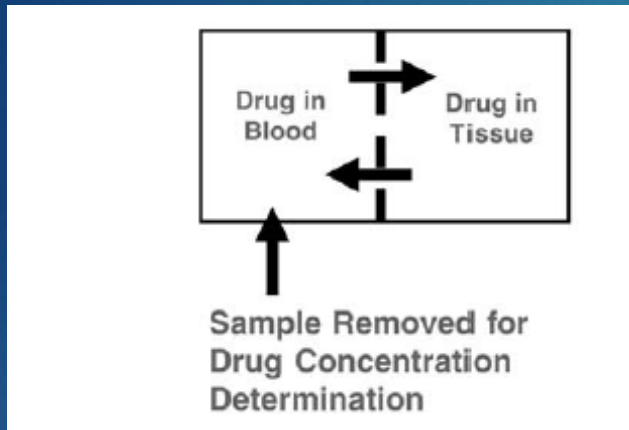 Drug in
Blood
Drug in
Tissue
Sample Removed for
Drug Concentration
Determination